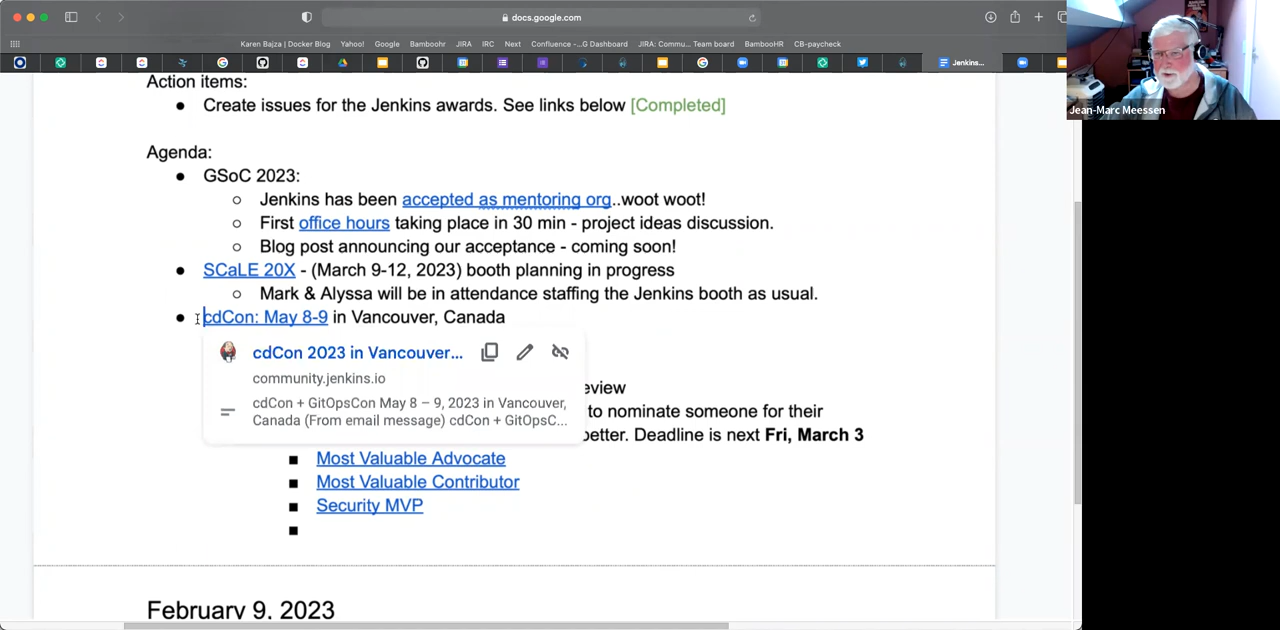 docs.google.com
Karen Bajza | Docker Blog Yahoo! Google Bamboohr JIRA IRC Next Confluence -...G Dashboard JIRA: Commu... Team board BambooHR CB-paycheck
Jenkins...
Jean-Marc Meessen
Action items:
Create issues for the Jenkins awards. See links below [Completed]
Agenda:
GSoC 2023:
Jenkins has been accepted as mentoring org..woot woot!
First office hours taking place in 30 min - project ideas discussion.
Blog post announcing our acceptance - coming soon!
SCaLE 20X - (March 9-12, 2023) booth planning in progress
Mark & Alyssa will be in attendance staffing the Jenkins booth as usual.
cdCon: May 8-9 in Vancouver, Canada
cdCon 2023 in Vancouver...
community.jenkins.io
eview
cdCon + GitOpsCon May 8 – 9, 2023 in Vancouver,
to nominate someone for their
Canada (From email message) cdCon + GitOpsC...
better. Deadline is next Fri, March 3
Most Valuable Advocate
Most Valuable Contributor
Security MVP
February 9, 2023